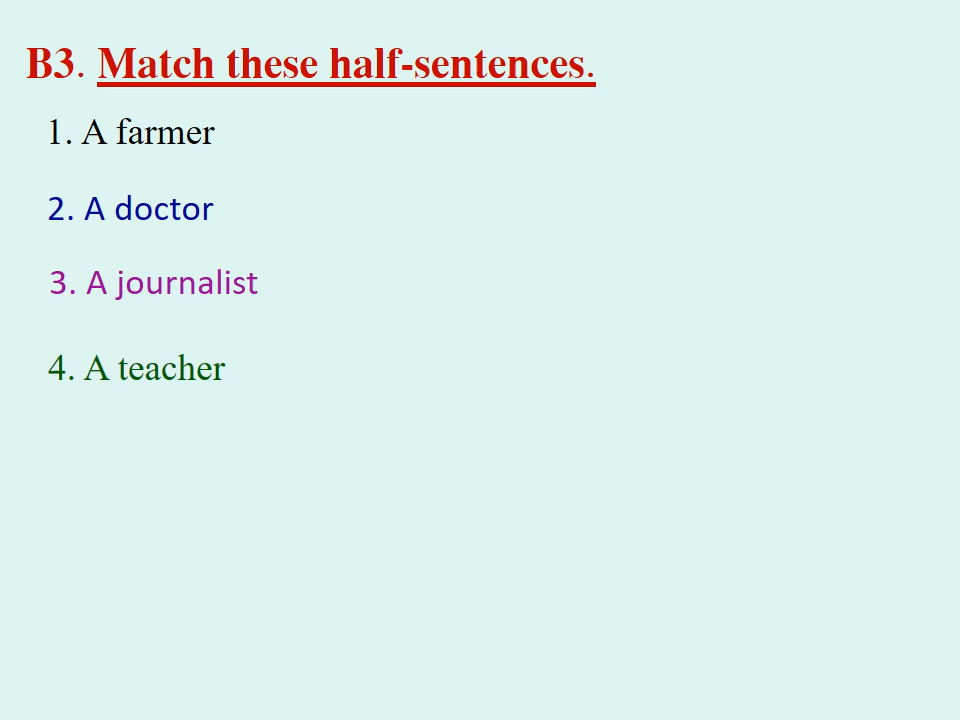 B3. Match these half-sentences.
1. A farmer
2. A doctor
3. A journalist
4. A teacher